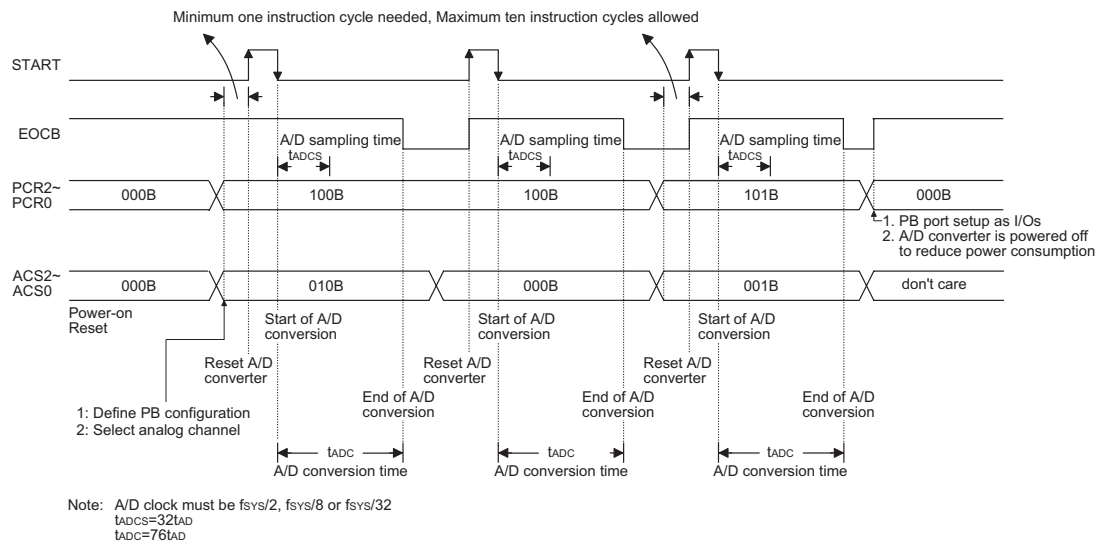 Minimum one instruction cycle needed, Maximum ten instruction cycles allowed
START
EOCB
A/D sampling time
tADCS
A/D sampling time
tADCS
A/D sampling time
tADCS
PCR2~
PCR0
000B
100B
100B
101B
000B
1. PB port setup as I/Os
2. A/D converter is powered off
to reduce power consumption
ACS2~
ACS0
000B
010B
000B
001B
don't care
Power-on
Reset
Start of A/D
conversion
Start of A/D
conversion
Start of A/D
conversion
Reset A/D
converter
Reset A/D
converter
Reset A/D
converter
End of A/D
conversion
End of A/D
conversion
End of A/D
conversion
1: Define PB configuration
2: Select analog channel
tADC
A/D conversion time
tADC
A/D conversion time
tADC
A/D conversion time
Note: A/D clock must be fSYS/2, fSYS/8 or fSYS/32
tADCS=32tAD
tADC=76tAD